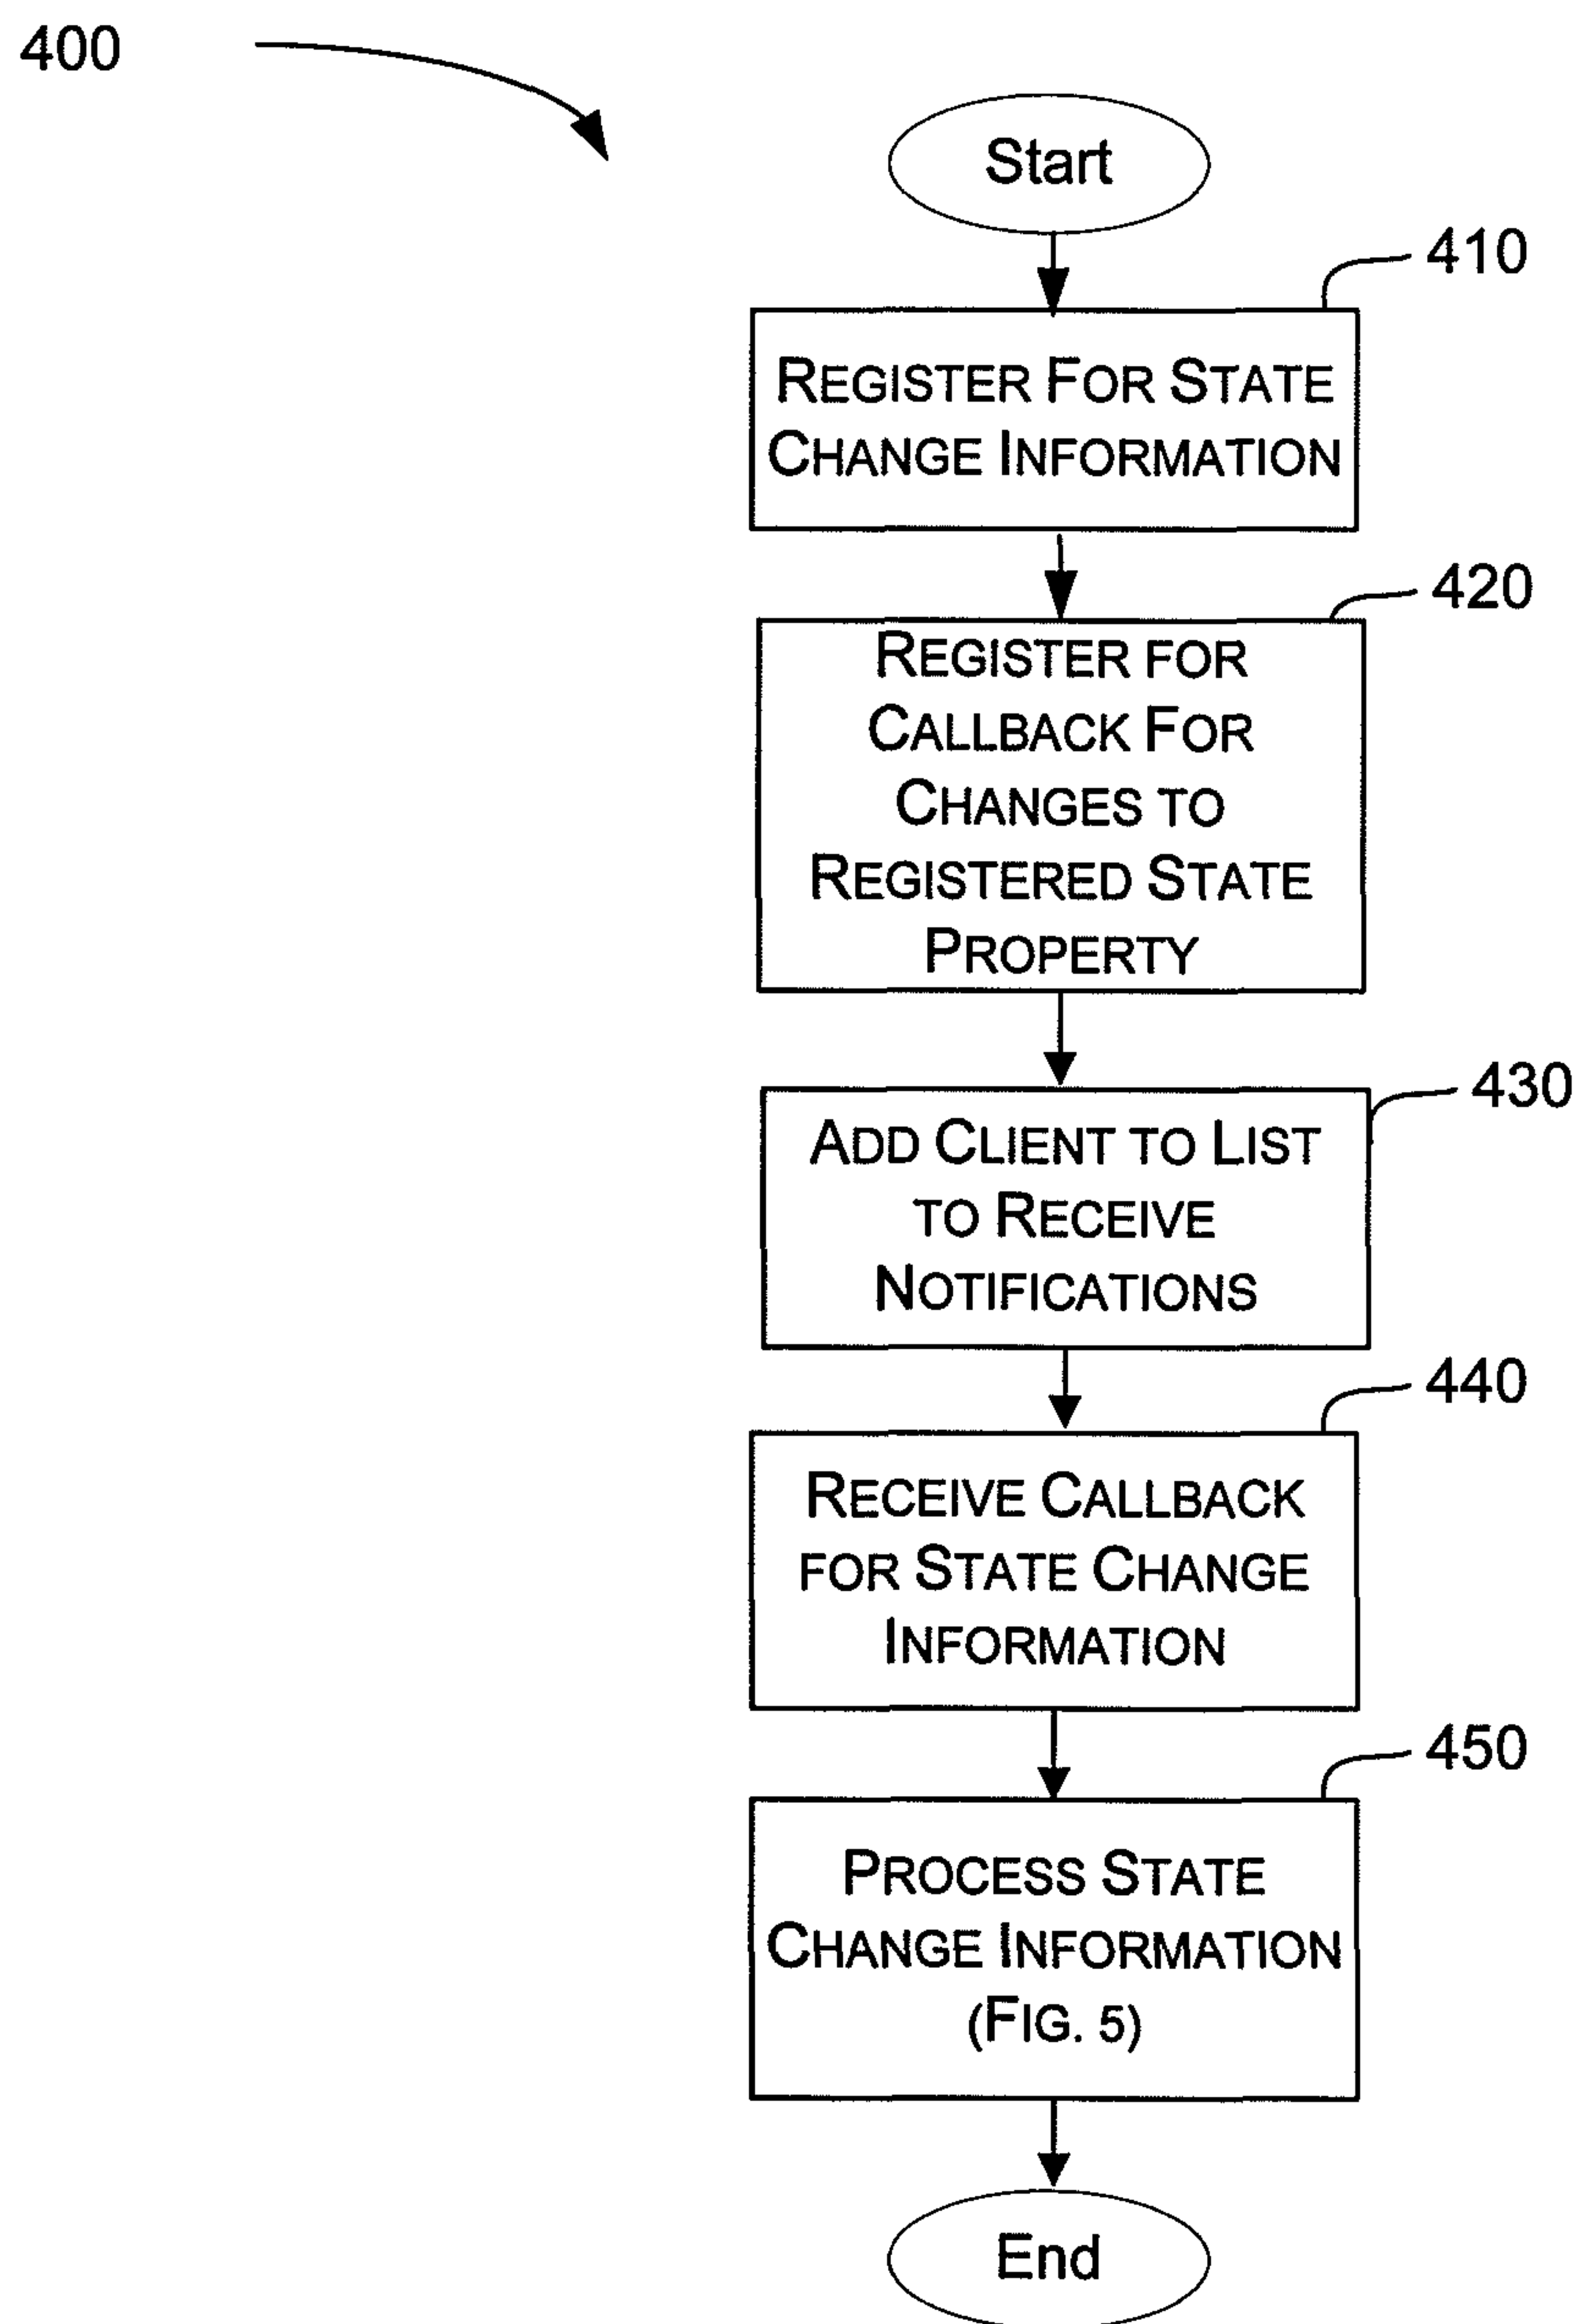 400
Start
410
REGISTER FOR STATE
CHANGE INFORMATION
420
REGISTER FOR
CALLBACK FOR
CHANGES TO
REGISTERED STATE
PROPERTY
430
ADD CLIENT TO LIST
TO RECEIVE
NOTIFICATIONS
440
RECEIVE CALLBACK
FOR STATE CHANGE
INFORMATION
450
PROCESS STATE
CHANGE INFORMATION
(FIG. 5)
End